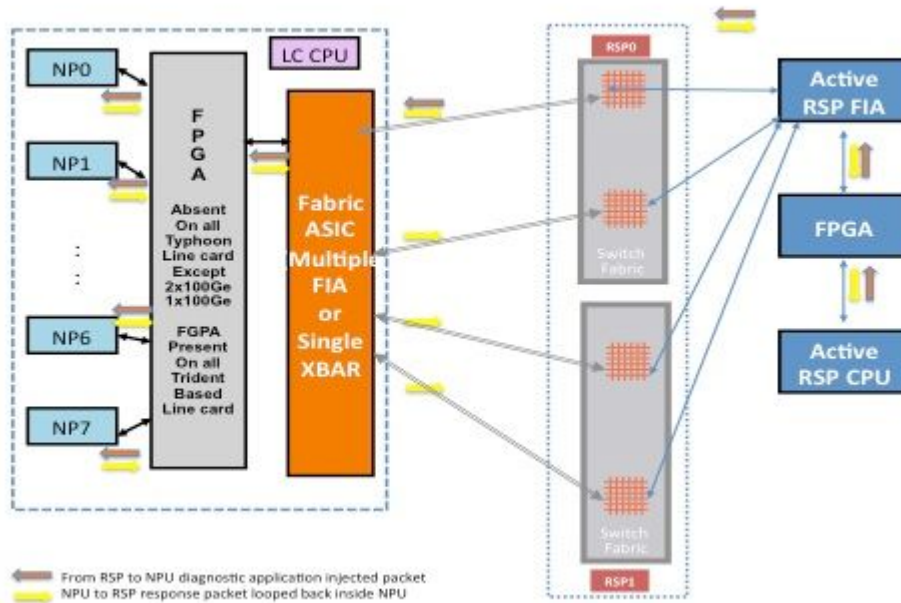 RSP0
LC CPU
NP0
NP1
:
:
NP6
NP7
F
P
G
A
Absent
On all
Typhoon
Line card
Except
2x100Ge
1x100Ge
FGPA
Present
On all
Trident
Based
Line card
Fabric
ASIC
(Multiple
FIA
or
Single
XBAR
Switch
Fabric
Switch
Fabric
RSP1
Active
RSP FIA
FPGA
Active
RSP CPU
From RSP to NPU diagnostic application injected packet
NPU to RSP response packet looped back inside NPU